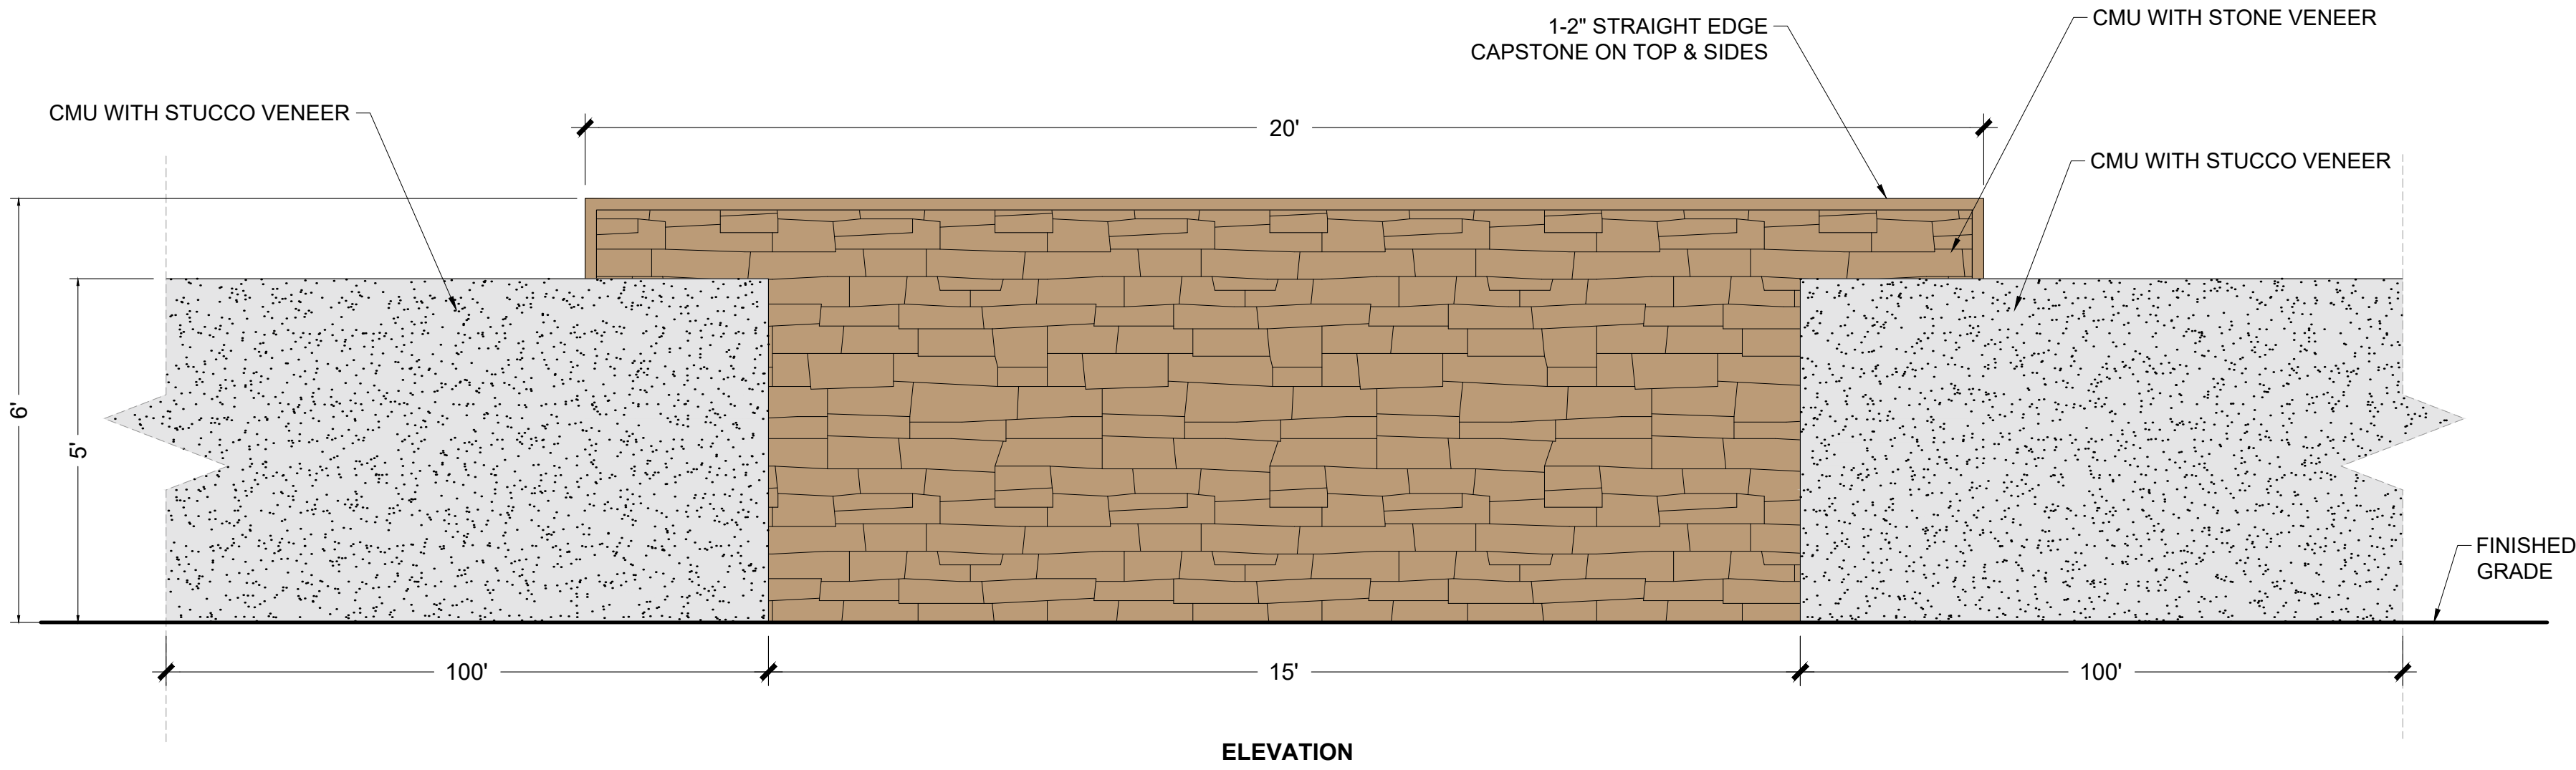 1-2" STRAIGHT EDGE
CAPSTONE ON TOP & SIDES
CMU WITH STONE VENEER
CMU WITH STUCCO VENEER
20'
CMU WITH STUCCO VENEER
6'
5'
FINISHED
GRADE
100'
15'
100'
ELEVATION